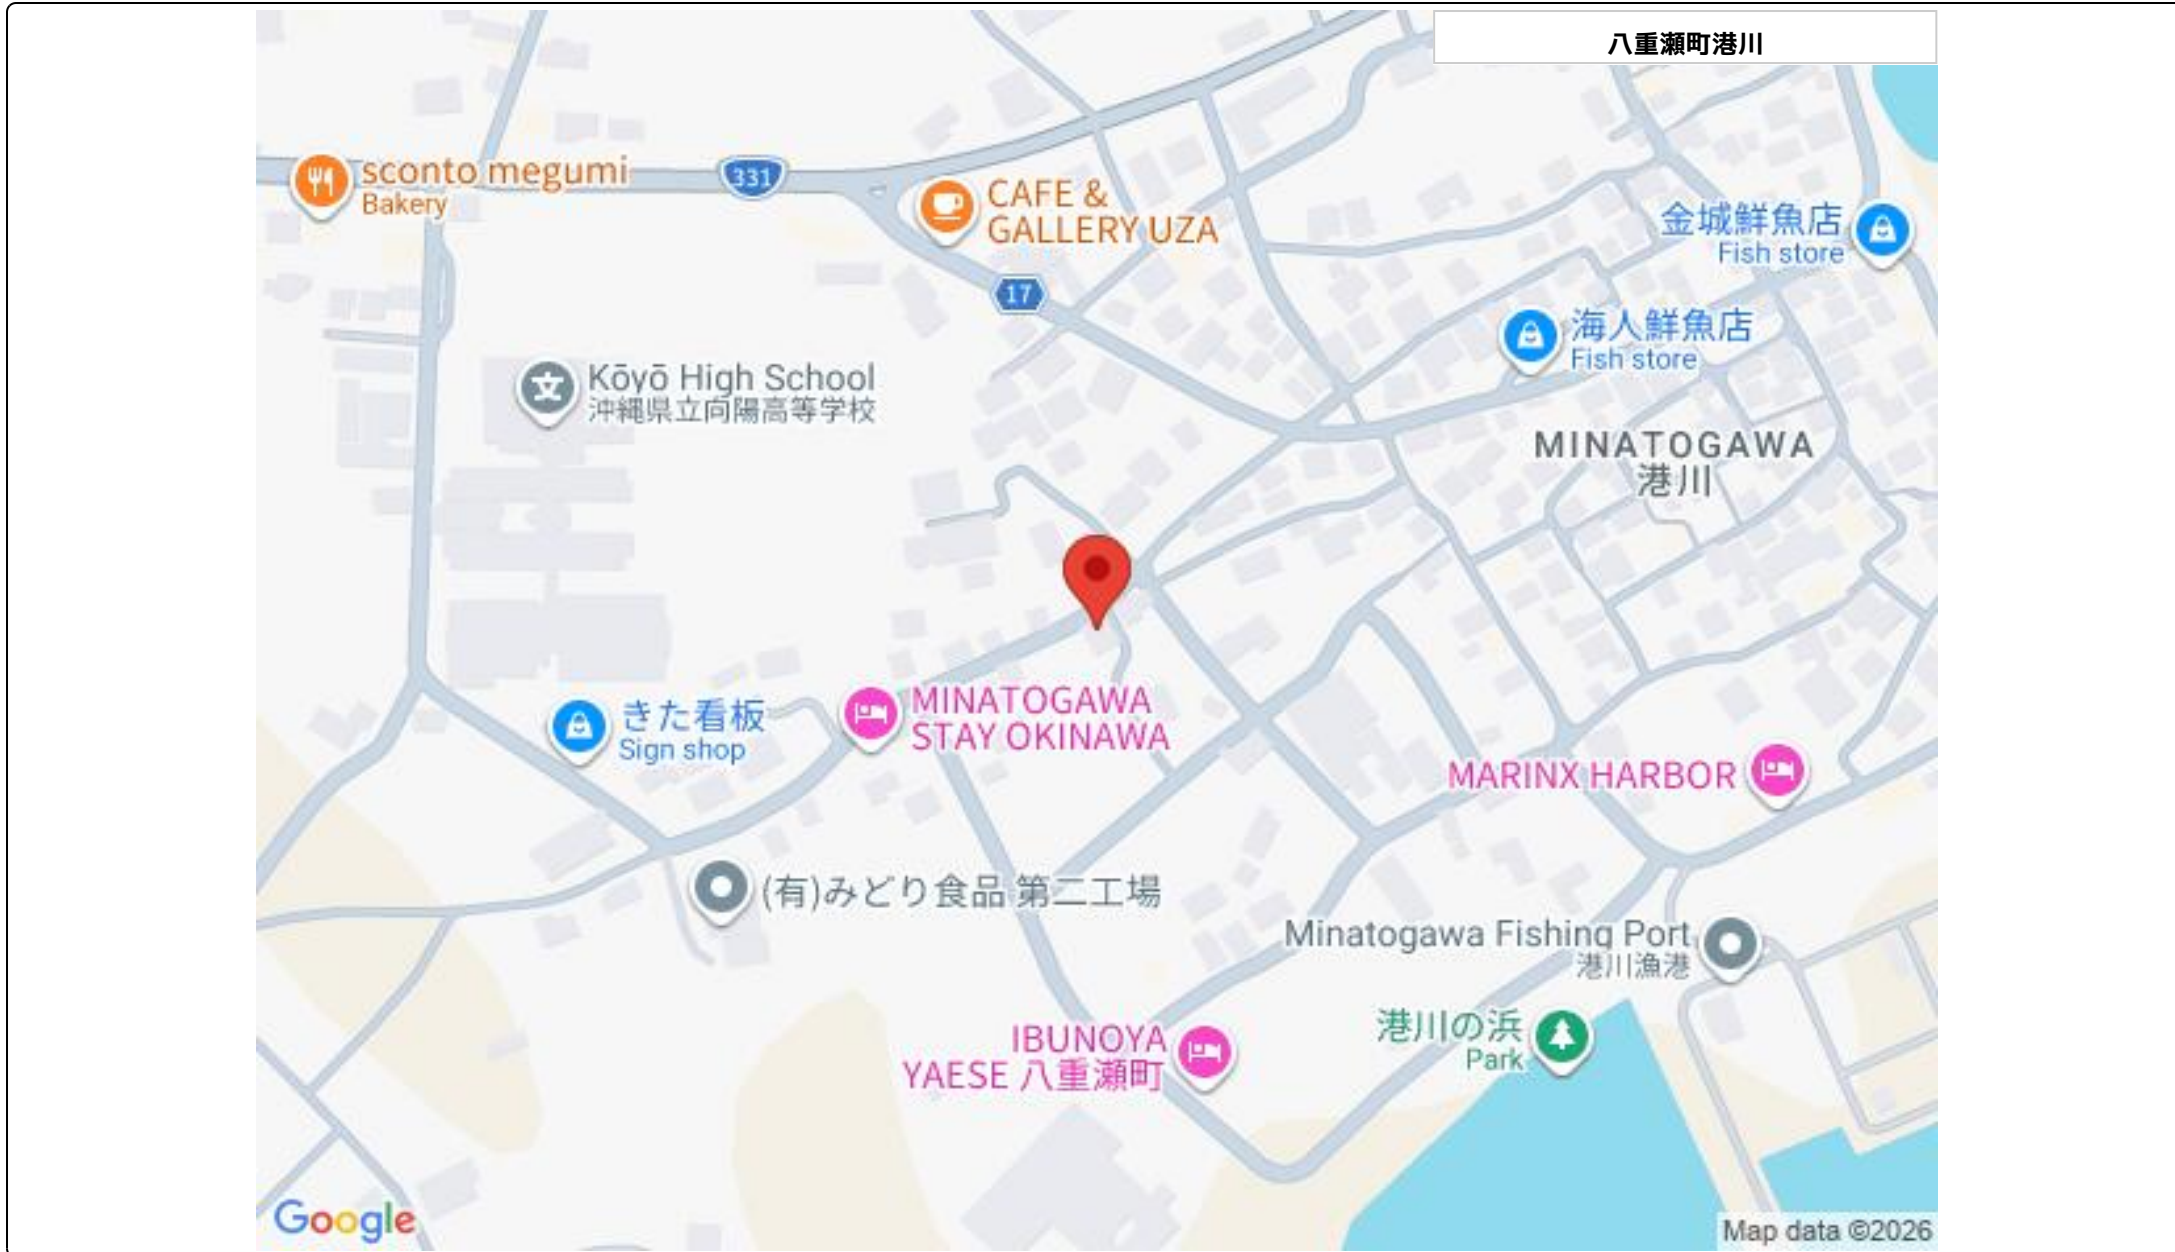 八重瀬町港川
sconto megumi
Bakery
331
CAFE &
GALLERY UZA
金城鮮魚店
Fish store
17
海人鮮魚店
Fish store
Kōyō High School
沖縄県立向陽高等学校
MINATOGAWA
港川
きた看板
Sign shop
MINATOGAWA
STAY OKINAWA
MARINX HARBOR
(有)みどり食品 第二工場
Minatogawa Fishing Port
港川漁港
港川の浜
Park
IBUNOYA
YAESE 八重瀬町
Google
Map data ©2026